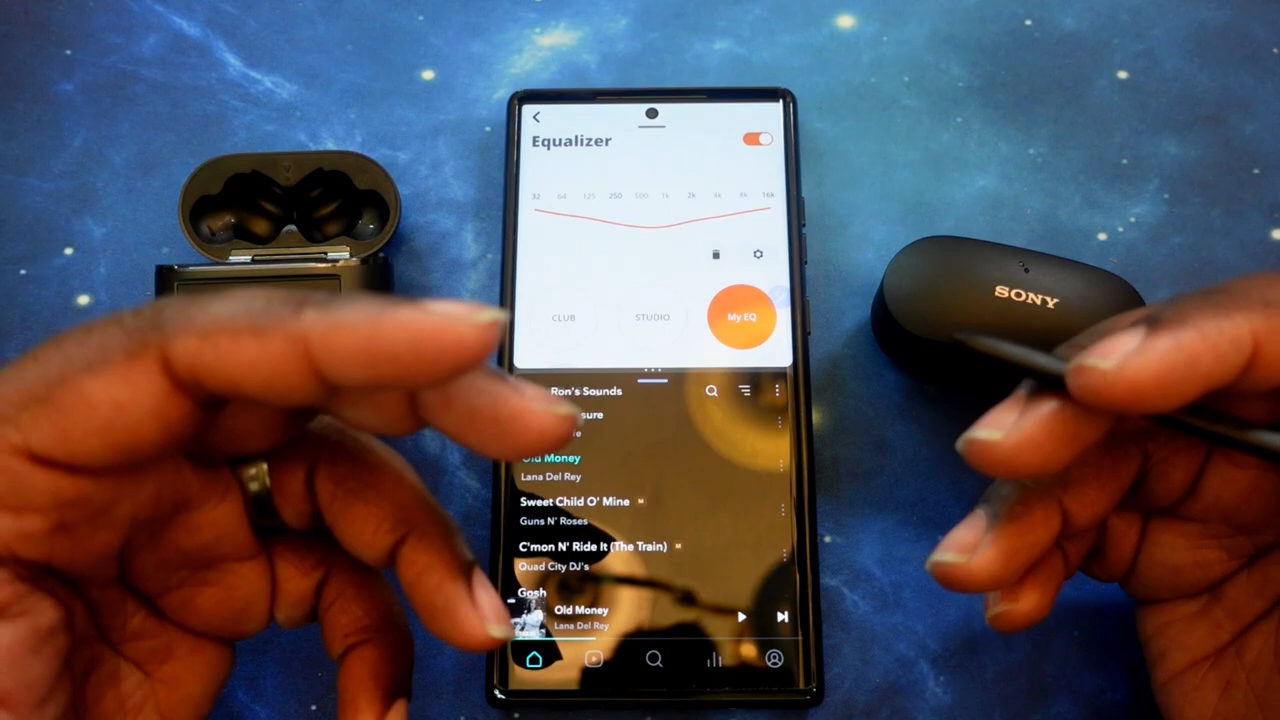 Equalizer
32 64 125 250 500 1k 2k 4k 8k 16k
CLUB STUDIO My EQ
SONY
Ron's Sounds
Old Money
Lana Del Rey
Sweet Child O' Mine M
Guns N' Roses
C'mon N' Ride It (The Train) M
Quad City DJ's
Gosh
Old Money
Lana Del Rey